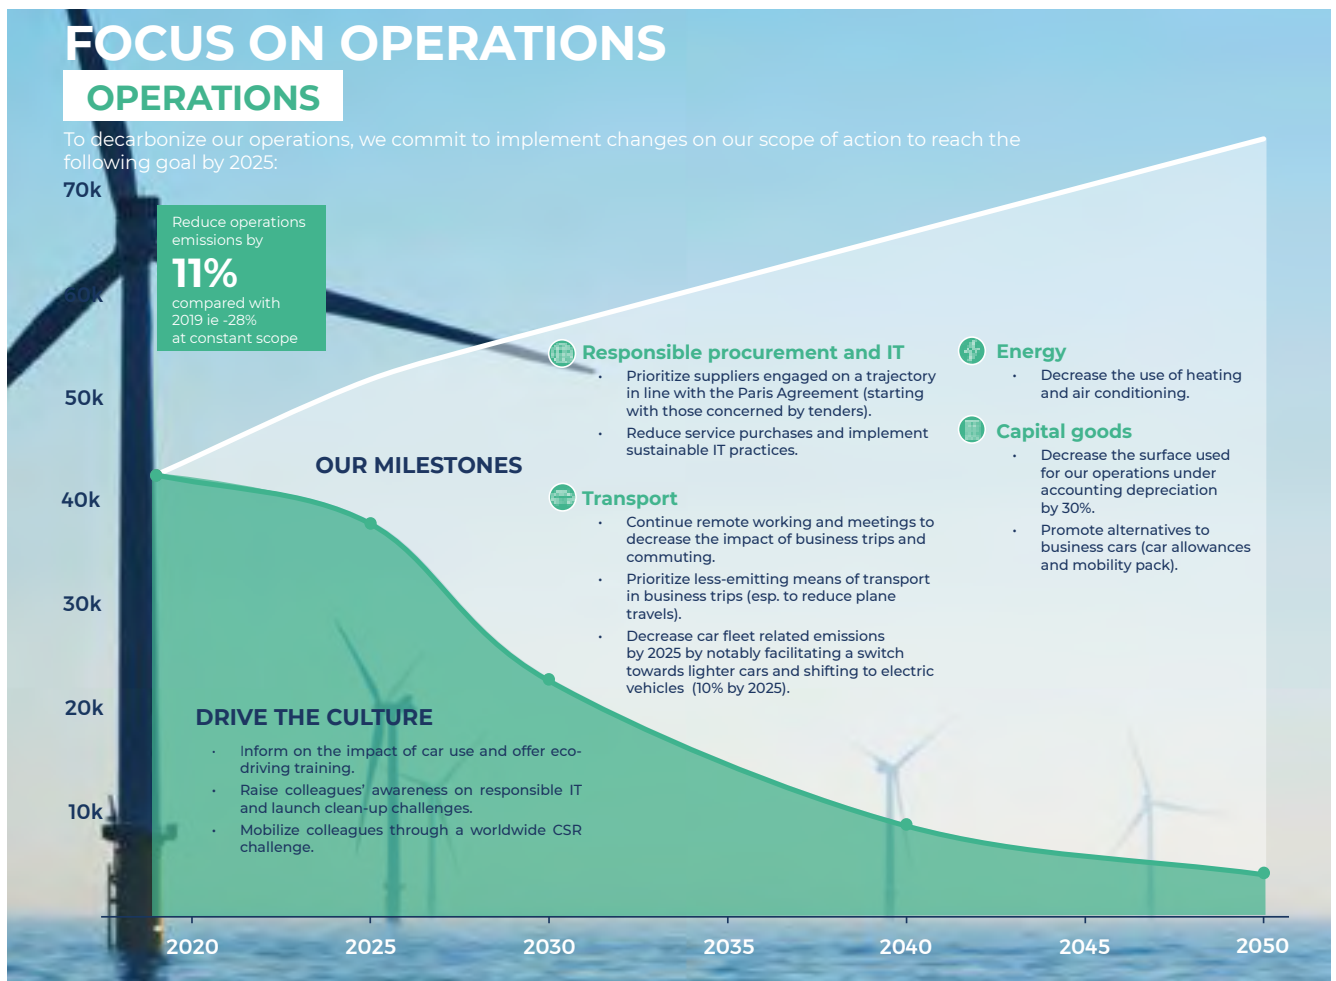 FOCUS ON OPERATIONS
OPERATIONS
To decarbonize our operations, we commit to implement changes on our scope of action to reach the
following goal by 2025:
70k
Reduce operations
emissions by
11%
compared with
2019 ie -28%
at constant scope
60k
50k
40k
30k
20k
10k
OUR MILESTONES
Responsible procurement and IT
• Prioritize suppliers engaged on a trajectory
in line with the Paris Agreement (starting
with those concerned by tenders).
• Reduce service purchases and implement
sustainable IT practices.
Transport
• Continue remote working and meetings to
decrease the impact of business trips and
commuting.
• Prioritize less-emitting means of transport
in business trips (esp. to reduce plane
travels).
• Decrease car fleet related emissions
by 2025 by notably facilitating a switch
towards lighter cars and shifting to electric
vehicles (10% by 2025).
Energy
• Decrease the use of heating
and air conditioning.
Capital goods
• Decrease the surface used
for our operations under
accounting depreciation
by 30%.
• Promote alternatives to
business cars (car allowances
and mobility pack).
DRIVE THE CULTURE
• Inform on the impact of car use and offer eco-
driving training.
• Raise colleagues' awareness on responsible IT
and launch clean-up challenges.
• Mobilize colleagues through a worldwide CSR
challenge.
2020
2025
2030
2035
2040
2045
2050